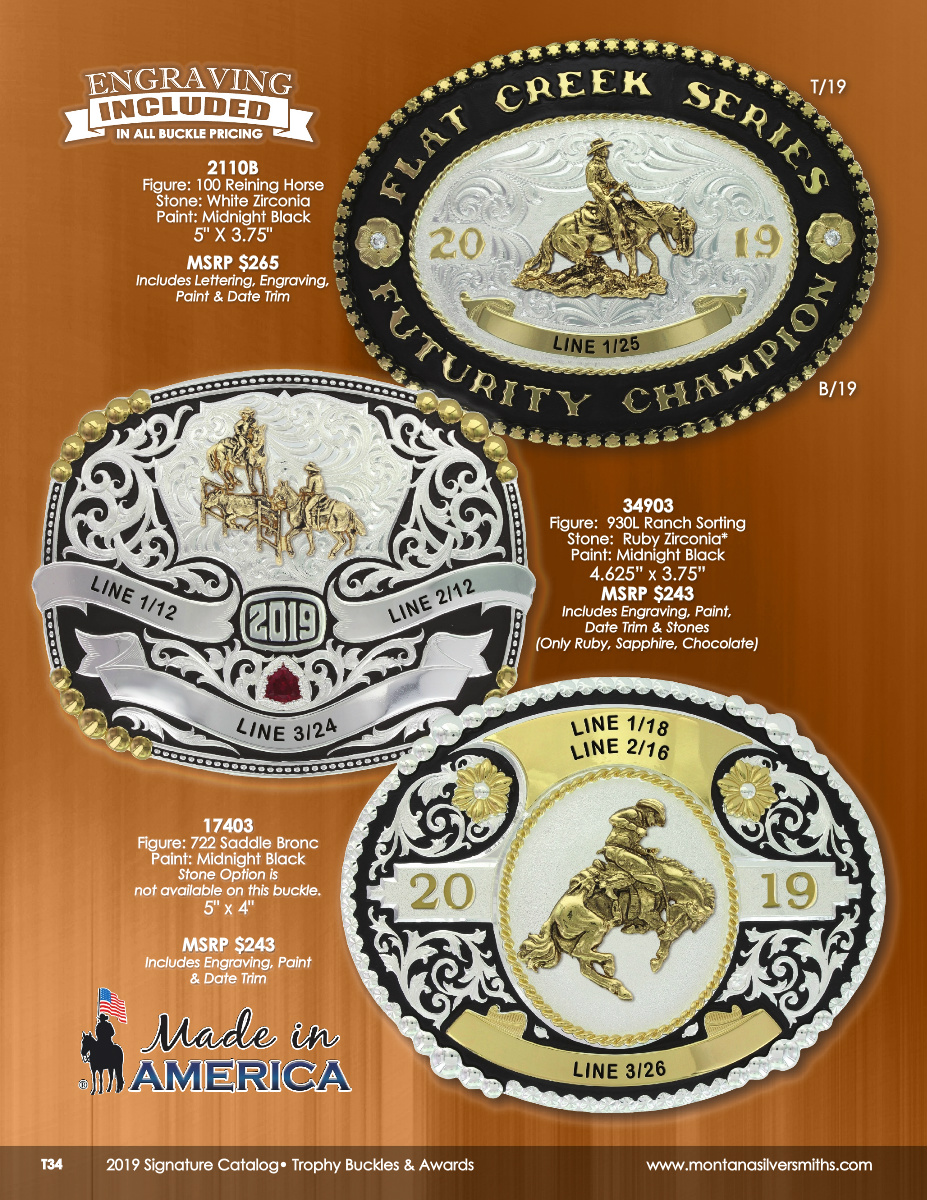 ENGRAVING
INCLUDED
IN ALL BUCKLE PRICING
2110B
Figure: 100 Reining Horse
Stone: White Zirconia
Paint: Midnight Black
5" X 3.75"
MSRP $265
Includes Lettering, Engraving,
Paint & Date Trim
T/19
FLAT CREEK SERIES
20 19
LINE 1/25
FUTURITY CHAMPION
B/19
LINE 1/12
2019
LINE 2/12
LINE 3/24
34903
Figure:  930L Ranch Sorting
Stone:  Ruby Zirconia*
Paint: Midnight Black
4.625” x 3.75”
MSRP $243
Includes Engraving, Paint,
Date Trim & Stones
(Only Ruby, Sapphire, Chocolate)
17403
Figure: 722 Saddle Bronc
Paint: Midnight Black
Stone Option is
not available on this buckle.
5" x 4"
MSRP $243
Includes Engraving, Paint
& Date Trim
LINE 1/18
LINE 2/16
20 19
LINE 3/26
Made in
AMERICA
®
T34 2019 Signature Catalog• Trophy Buckles & Awards www.montanasilversmiths.com